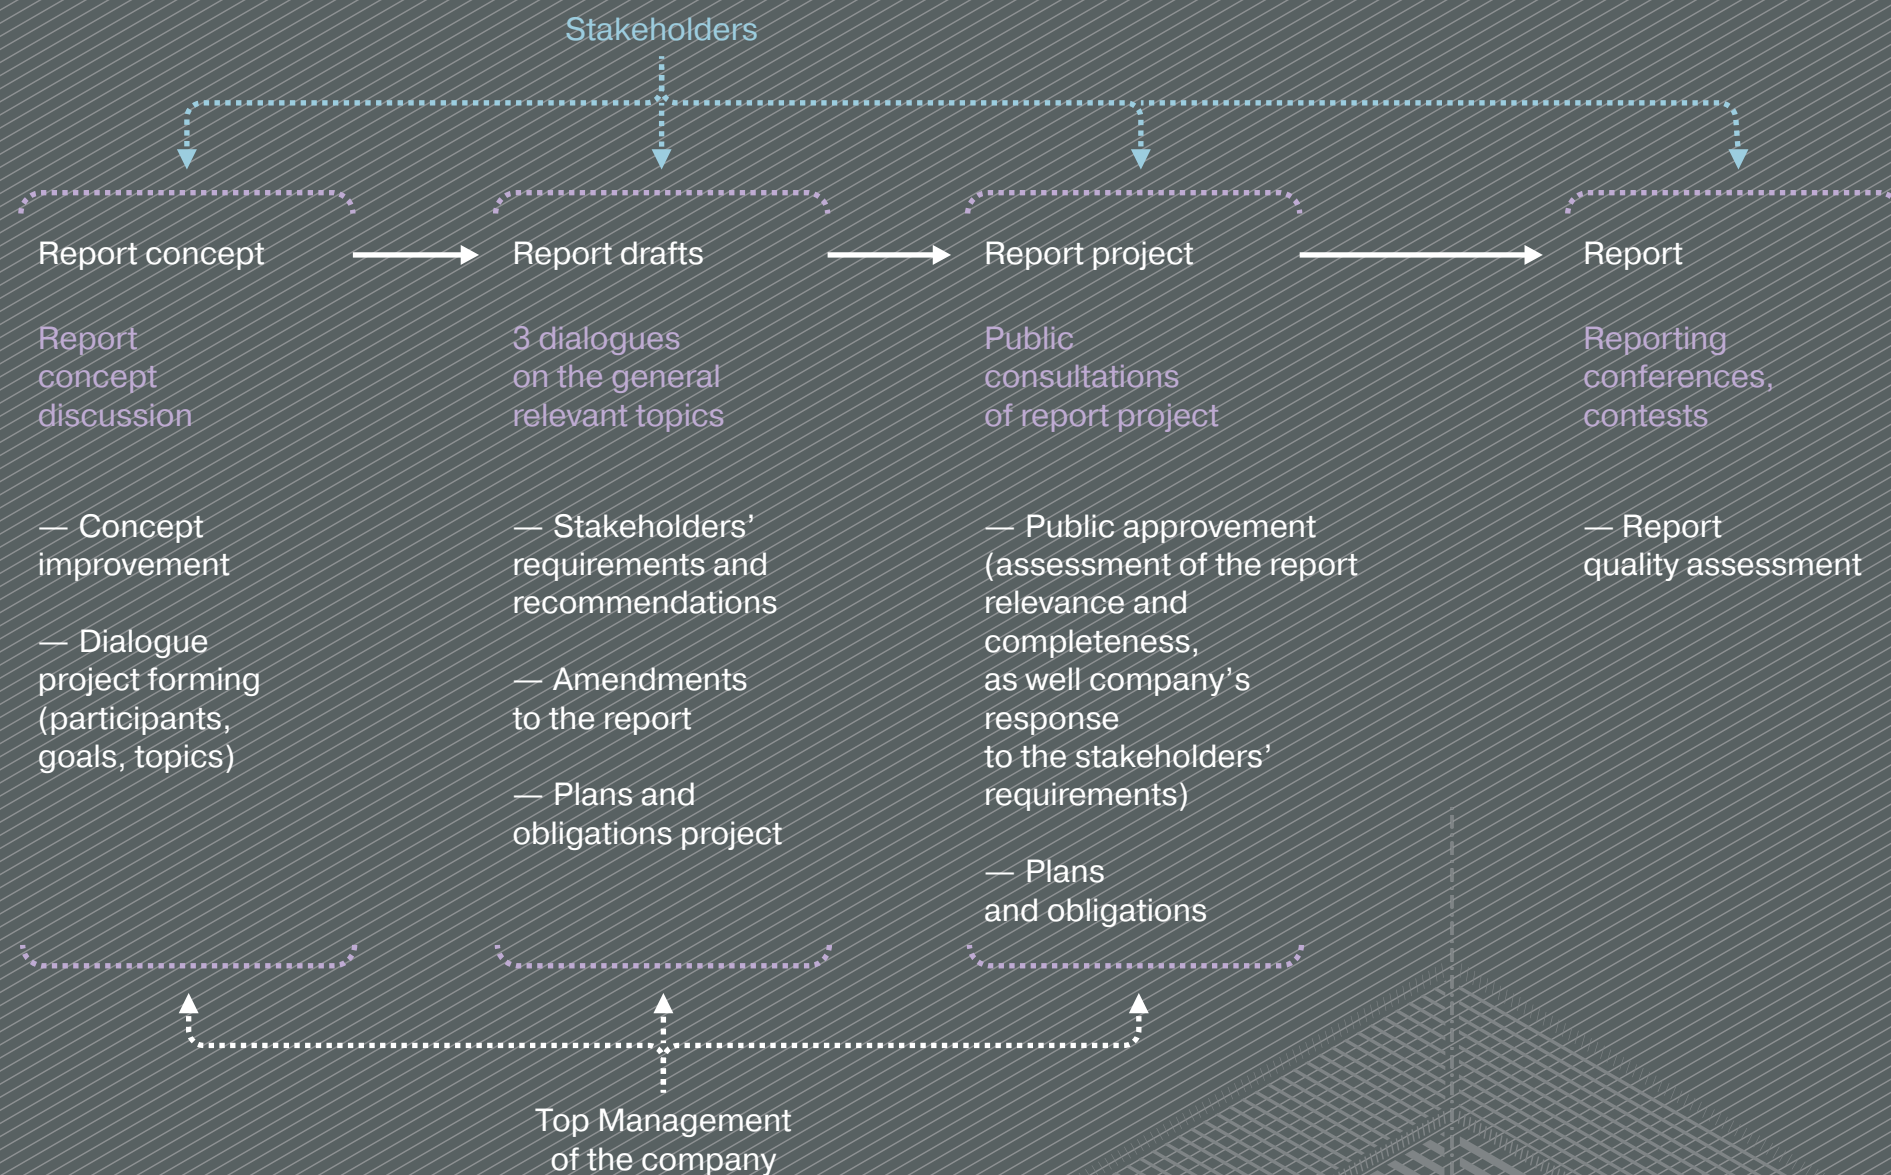 Stakeholders
Report concept
Report
concept
discussion
— Concept
improvement
— Dialogue
project forming
(participants,
goals, topics)
Report drafts
3 dialogues
on the general
relevant topics
— Stakeholders’
requirements and
recommendations
— Amendments
to the report
— Plans and
obligations project
Report project
Public
consultations
of report project
— Public approvement
(assessment of the report
relevance and
completeness,
as well company’s
response
to the stakeholders’
requirements)
— Plans
and obligations
Report
Reporting
conferences,
contests
— Report
quality assessment
Top Management
of the company